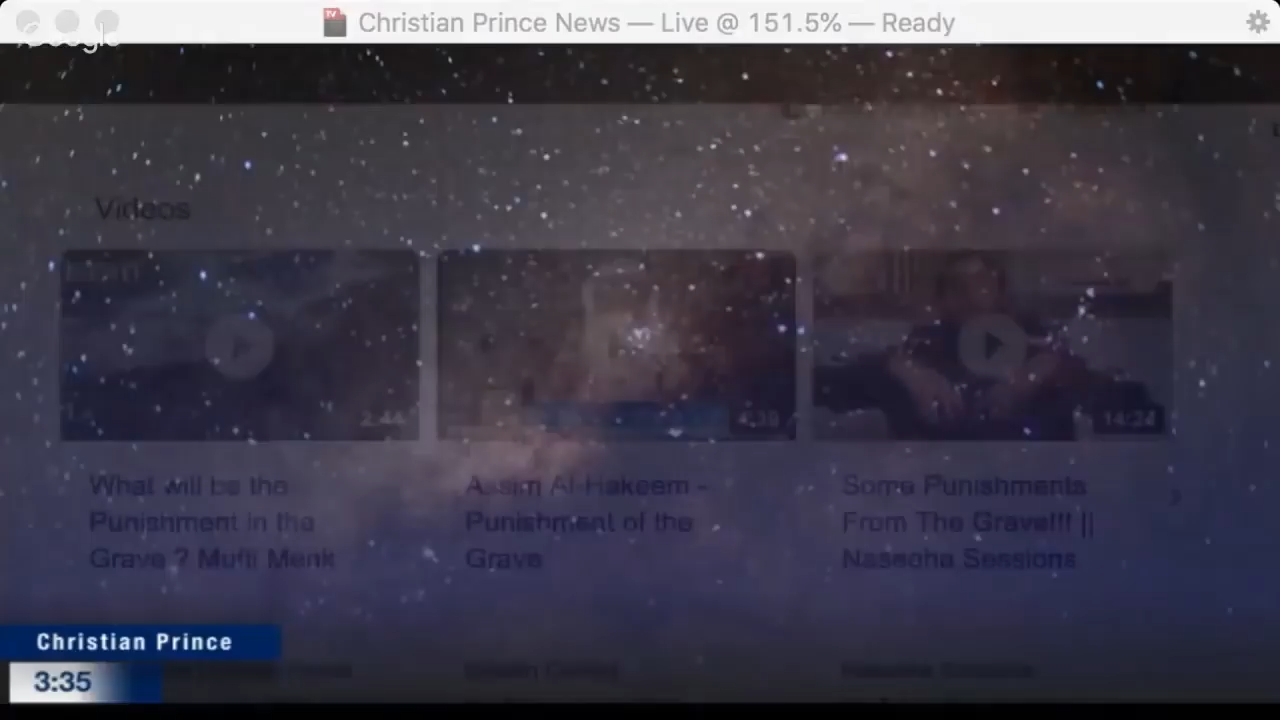 Christian Prince News — Live @ 151.5% — Ready
Google
Videos
2:44
4:39
14:24
What will be the
Punishment in the
Grave ? Mufti Menk
Assim Al-Hakeem -
Punishment of the
Grave
Some Punishments
From The Grave!!! ||
Naseeha Sessions
Christian Prince
3:35